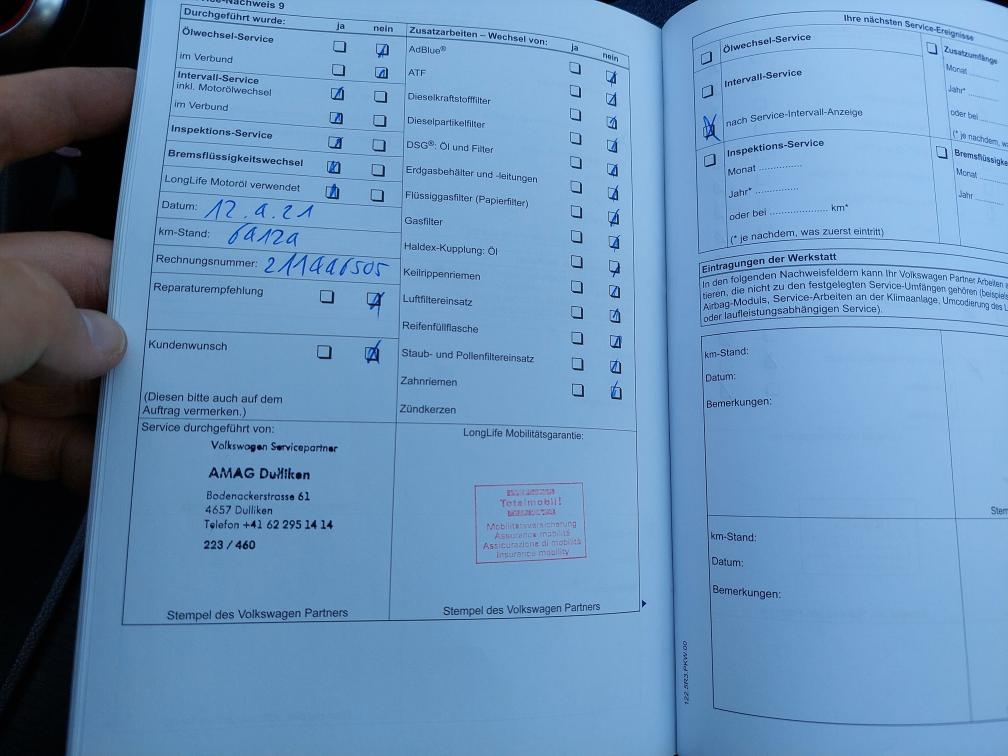 Service-Nachweis 9
Durchgeführt wurde: ja nein
Ölwechsel-Service
im Verbund
Intervall-Service
inkl. Motorölwechsel
im Verbund
Inspektions-Service
Bremsflüssigkeitswechsel
LongLife Motoröl verwendet
Datum: 12.9.21
km-Stand:
Rechnungsnummer:
Reparaturempfehlung
Kundenwunsch
(Diesen bitte auch auf dem
Auftrag vermerken.)
Service durchgeführt von:
Volkswagen Servicepartner
AMAG Dulliken
Bodenackerstrasse 61
4657 Dulliken
Telefon +41 62 295 14 14
223 / 460
Stempel des Volkswagen Partners
Zusatzarbeiten – Wechsel von: ja nein
AdBlue®
ATF
Dieselkraftstofffilter
Dieselpartikelfilter
DSG®: Öl und Filter
Erdgasbehälter und -leitungen
Flüssiggasfilter (Papierfilter)
Gasfilter
Haldex-Kupplung: Öl
Keilrippenriemen
Luftfiltereinsatz
Reifenfüllflasche
Staub- und Pollenfiltereinsatz
Zahnriemen
Zündkerzen
LongLife Mobilitätsgarantie:
Totalmobil!
Mobilitätsversicherung
Assurance mobilité
Assicurazione di mobilità
Insurance mobility
Stempel des Volkswagen Partners
Ihre nächsten Service-Ereignisse
Ölwechsel-Service
Intervall-Service
nach Service-Intervall-Anzeige
Inspektions-Service
Monat ...............
Jahr* ...............
oder bei .................... km*
(* je nachdem, was zuerst eintritt)
Zusatzumfänge
Monat
Jahr*
oder bei
(* je nachdem,
Monat
Jahr
Eintragungen der Werkstatt
In den folgenden Nachweisfeldern kann Ihr Volkswagen Partner Arbeiten
tieren, die nicht zu den festgelegten Service-Umfängen gehören
Airbag-Moduls, Service-Arbeiten an der Klimaanlage, Umcodierung des
oder laufleistungsabhängigen Service).
km-Stand:
Datum:
Bemerkungen:
km-Stand:
Datum:
Bemerkungen:
122.5R3.PKW.00